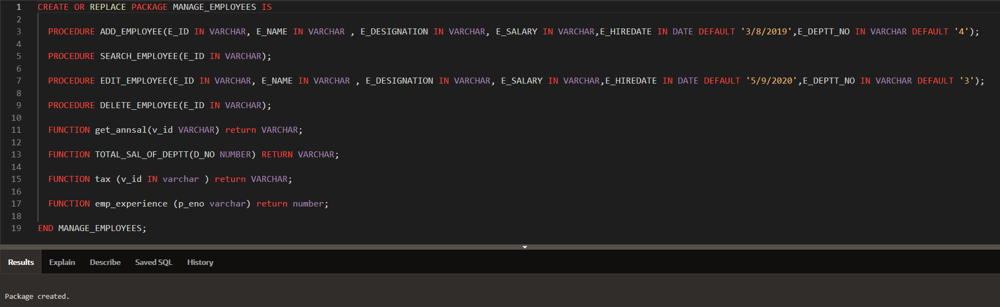 1 CREATE OR REPLACE PACKAGE MANAGE_EMPLOYEES IS
2
3 PROCEDURE ADD_EMPLOYEE(E_ID IN VARCHAR, E_NAME IN VARCHAR , E_DESIGNATION IN VARCHAR, E_SALARY IN VARCHAR,E_HIREDATE IN DATE DEFAULT '3/8/2019',E_DEPTT_NO IN VARCHAR DEFAULT '4');
4
5 PROCEDURE SEARCH_EMPLOYEE(E_ID IN VARCHAR);
6
7 PROCEDURE EDIT_EMPLOYEE(E_ID IN VARCHAR, E_NAME IN VARCHAR , E_DESIGNATION IN VARCHAR, E_SALARY IN VARCHAR,E_HIREDATE IN DATE DEFAULT '5/9/2020',E_DEPTT_NO IN VARCHAR DEFAULT '3');
8
9 PROCEDURE DELETE_EMPLOYEE(E_ID IN VARCHAR);
10
11 FUNCTION get_annsal(v_id VARCHAR) return VARCHAR;
12
13 FUNCTION TOTAL_SAL_OF_DEPTT(D_NO NUMBER) RETURN VARCHAR;
14
15 FUNCTION tax (v_id IN varchar ) return VARCHAR;
16
17 FUNCTION emp_experience (p_eno varchar) return number;
18
19 END MANAGE_EMPLOYEES;
Results Explain Describe Saved SQL History
Package created.